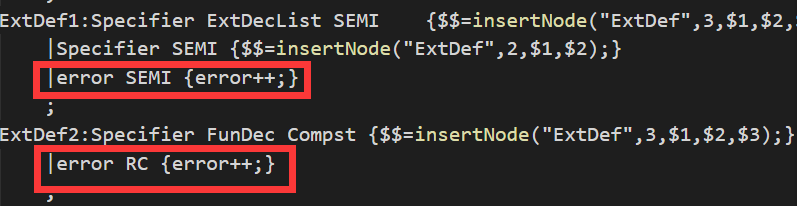 ExtDef1:Specifier ExtDecList SEMI    {$$=insertNode("ExtDef",3,$1,$2,
|Specifier SEMI {$$=insertNode("ExtDef",2,$1,$2);}
|error SEMI {error++;}
;
ExtDef2:Specifier FunDec Compst {$$=insertNode("ExtDef",3,$1,$2,$3);}
|error RC {error++;}
;